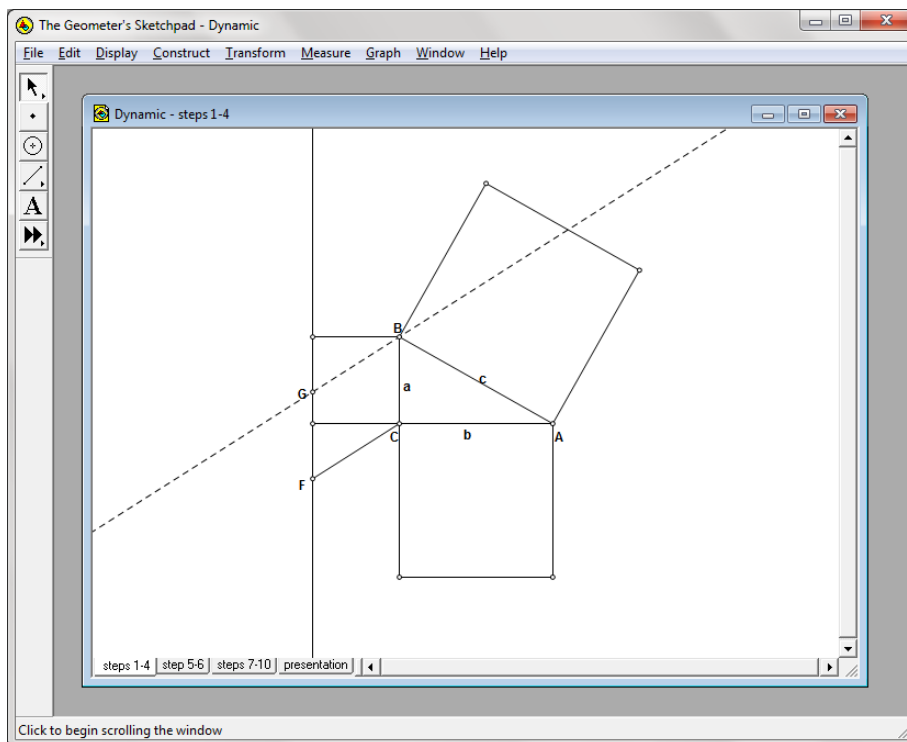 The Geometer's Sketchpad - Dynamic
File Edit Display Construct Transform Measure Graph Window Help
A
Dynamic - steps 1-4
B
c
a
G
C
b
A
F
steps 1-4 step 5-6 steps 7-10 presentation
Click to begin scrolling the window